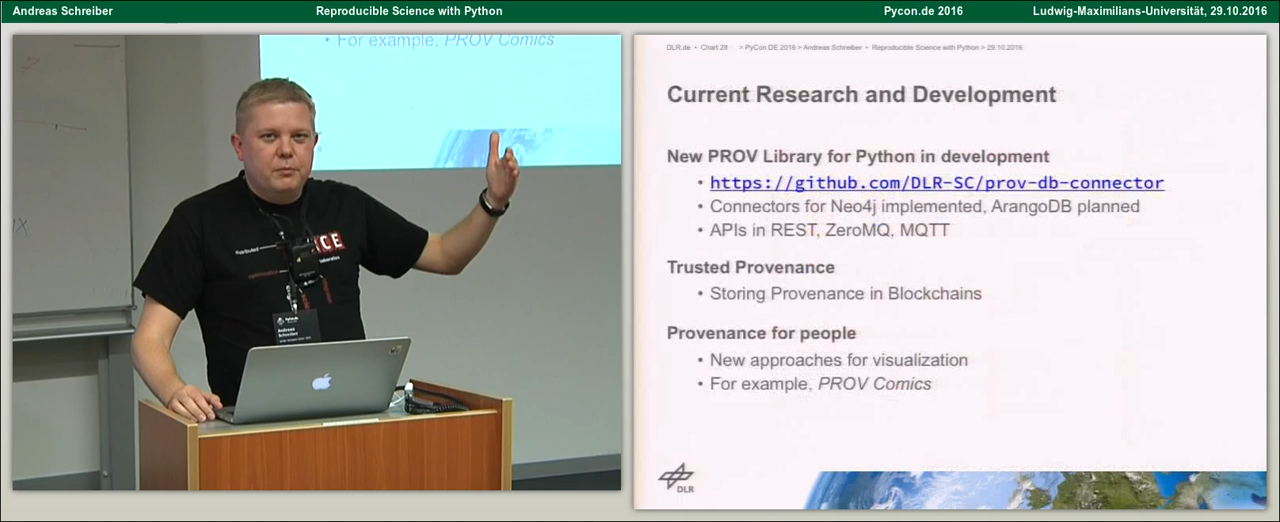 Andreas Schreiber
Reproducible Science with Python
Pycon.de 2016
Ludwig-Maximilians-Universität, 29.10.2016
• For example, PROV Comics
Andreas
Schreiber
DLR.de • Chart
> PyCon.DE 2016 > Andreas Schreiber • Reproducible Science with Python > 29.10.2016
Current Research and Development
New PROV Library for Python in development
• https://github.com/DLR-SC/prov-db-connector
• Connectors for Neo4j implemented, ArangoDB planned
• APIs in REST, ZeroMQ, MQTT
Trusted Provenance
• Storing Provenance in Blockchains
Provenance for people
• New approaches for visualization
• For example, PROV Comics
DLR